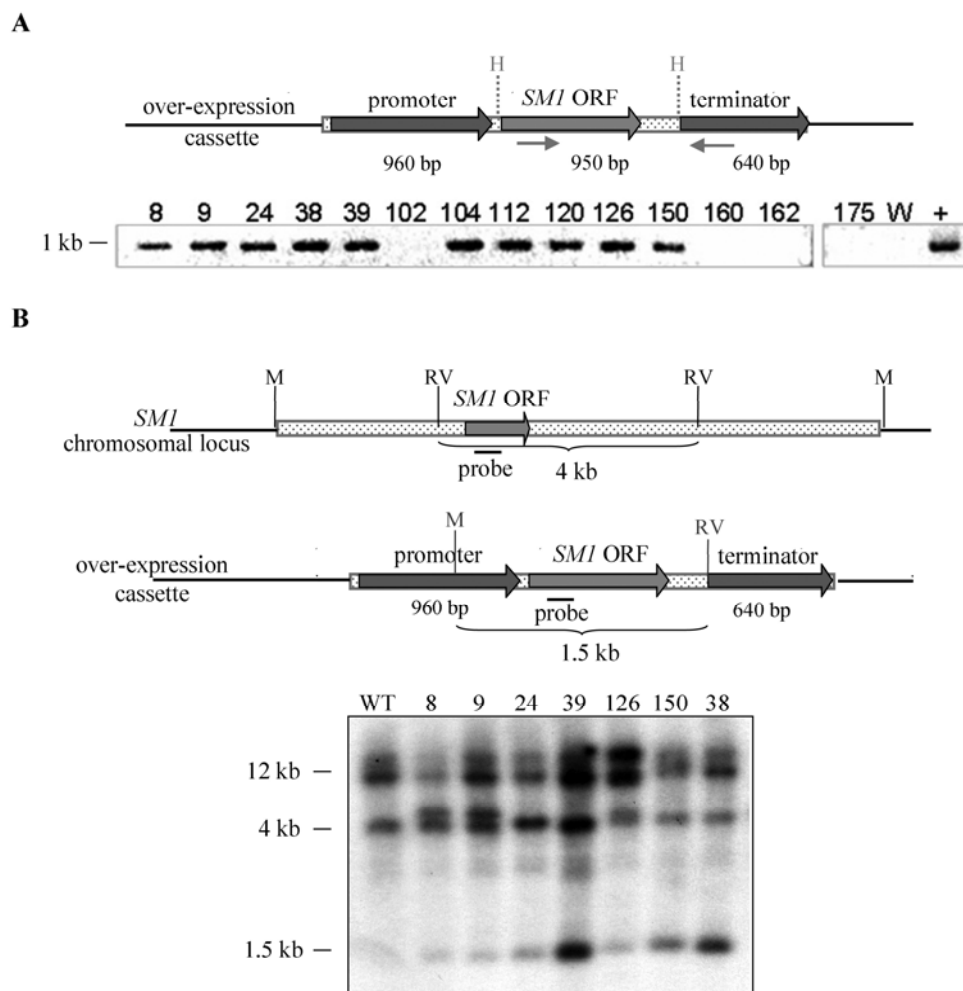 A
H H
promoter SM1 ORF terminator
over-expression
cassette
960 bp 950 bp 640 bp
8 9 24 38 39 102 104 112 120 126 150 160 162 175 W +
1 kb
B
M RV RV M
SM1 ORF
SM1
chromosomal locus
probe 4 kb
M RV
promoter SM1 ORF terminator
over-expression
cassette
960 bp probe 640 bp
1.5 kb
WT 8 9 24 39 126 150 38
12 kb
4 kb
1.5 kb